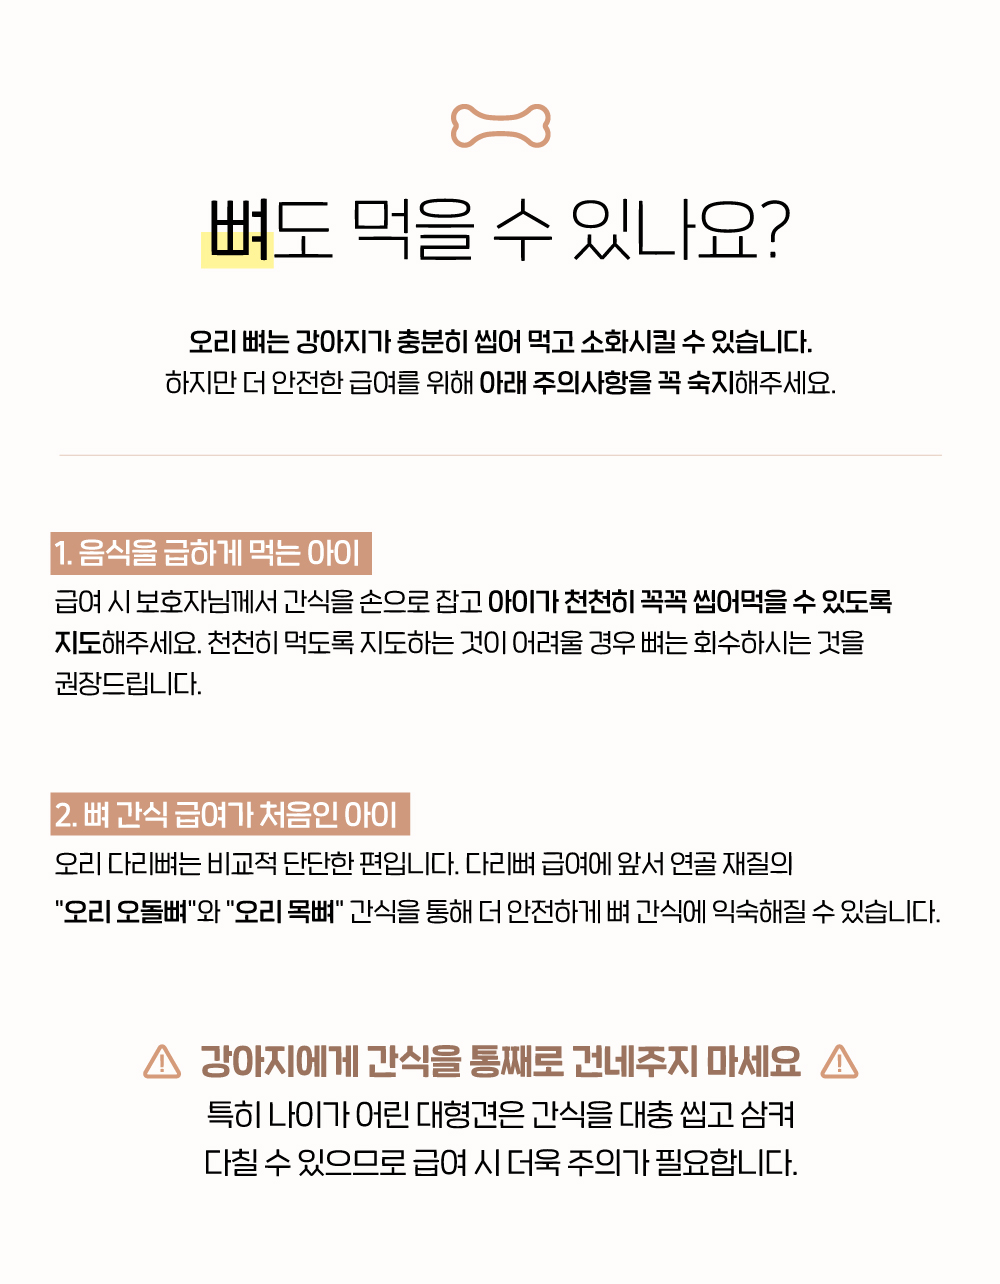 뼈도 먹을 수 있나요?
오리 뼈는 강아지가 충분히 씹어 먹고 소화시킬 수 있습니다.
하지만 더 안전한 급여를 위해 아래 주의사항을 꼭 숙지해주세요.
1. 음식을 급하게 먹는 아이
급여 시 보호자님께서 간식을 손으로 잡고 아이가 천천히 꼭꼭 씹어먹을 수 있도록
지도해주세요. 천천히 먹도록 지도하는 것이 어려울 경우 뼈는 회수하시는 것을
권장드립니다.
2. 뼈 간식 급여가 처음인 아이
오리 다리뼈는 비교적 단단한 편입니다. 다리뼈 급여에 앞서 연골 재질의
"오리 오돌뼈"와 "오리 목뼈" 간식을 통해 더 안전하게 뼈 간식에 익숙해질 수 있습니다.
강아지에게 간식을 통째로 건네주지 마세요
특히 나이가 어린 대형견은 간식을 대충 씹고 삼켜
다칠 수 있으므로 급여 시 더욱 주의가 필요합니다.